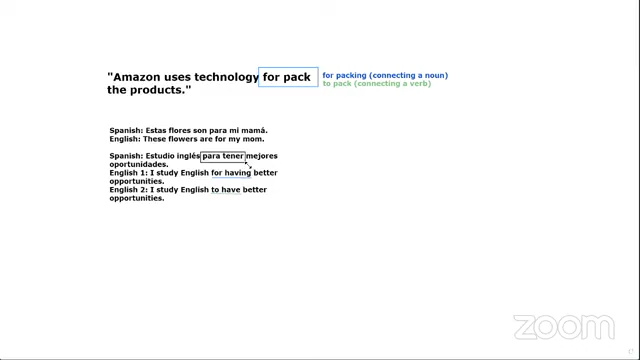 "Amazon uses technology for pack
the products."
for packing (connecting a noun)
to pack (connecting a verb)
Spanish: Estas flores son para mi mamá.
English: These flowers are for my mom.
Spanish: Estudio inglés para tener mejores
oportunidades.
English 1: I study English for having better
opportunities.
English 2: I study English to have better
opportunities.
zoom